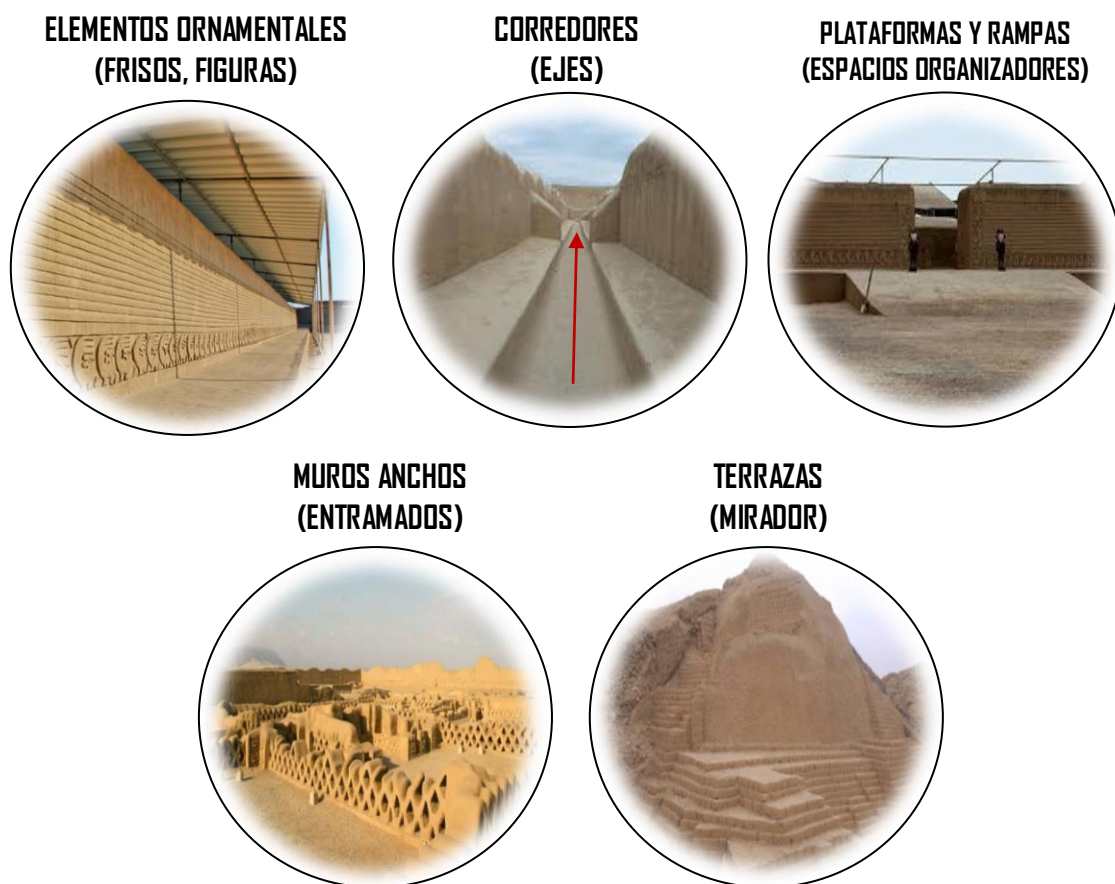 ELEMENTOS ORNAMENTALES
(FRISOS, FIGURAS)
CORREDORES
(EJES)
PLATAFORMAS Y RAMPAS
(ESPACIOS ORGANIZADORES)
MUROS ANCHOS
(ENTRAMADOS)
TERRAZAS
(MIRADOR)